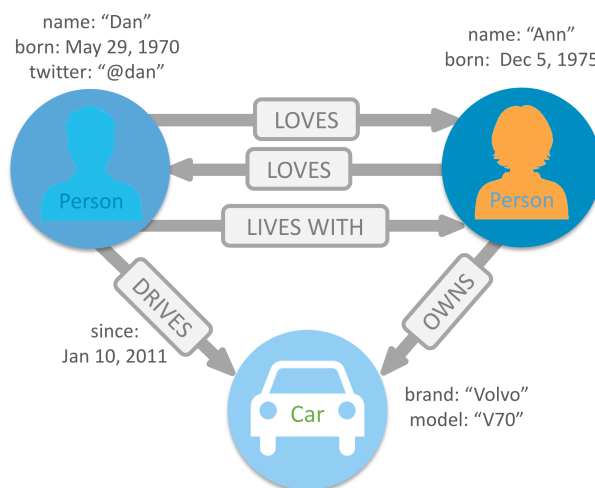 name: “Dan”
born: May 29, 1970
twitter: “@dan”
name: “Ann”
born:  Dec 5, 1975
LOVES
LOVES
Person
Person
LIVES WITH
DRIVES
OWNS
since:
Jan 10, 2011
Car
brand: “Volvo”
model: “V70”